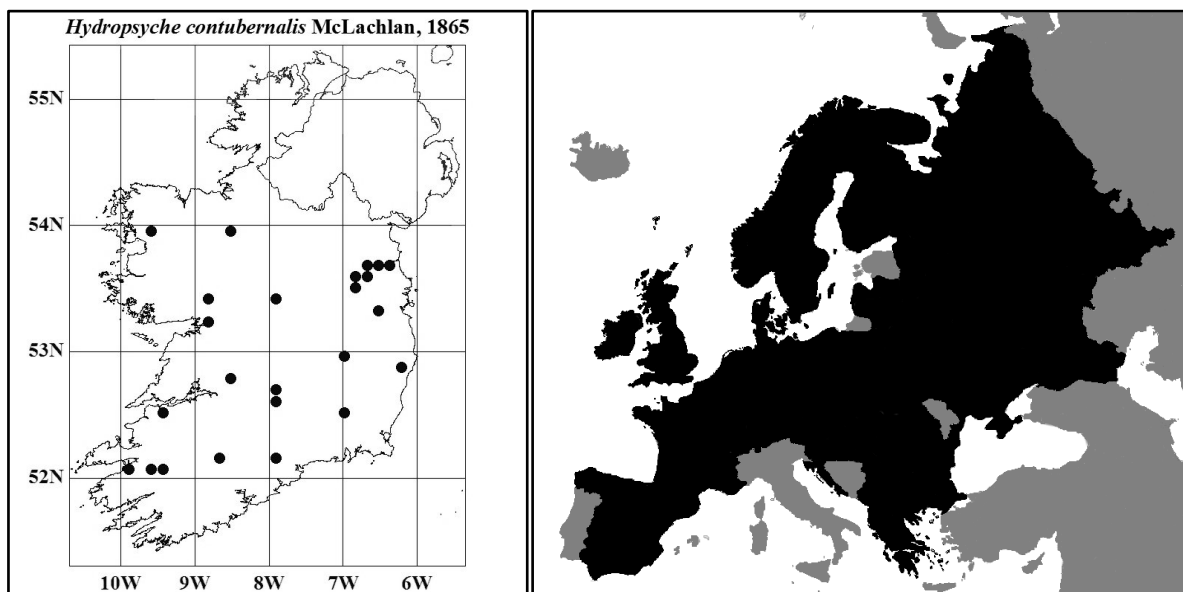 Hydropsyche contubernalis McLachlan, 1865
55N
54N
53N
52N
10W 9W 8W 7W 6W